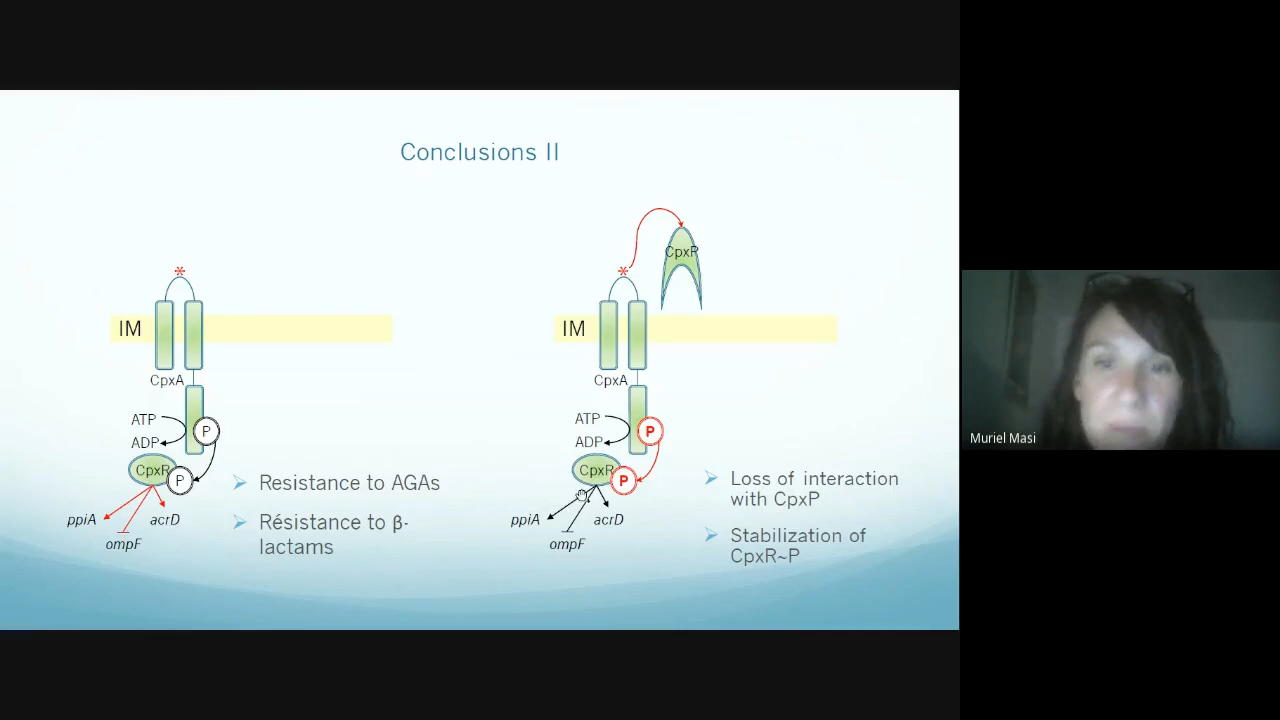 Conclusions II
*
IM
CpxA
ATP
ADP
P
CpxR
P
ppiA
acrD
ompF
Resistance to AGAs
Résistance to β-
lactams
*
CpxR
IM
CpxA
ATP
ADP
P
CpxR
P
ppiA
acrD
ompF
Loss of interaction
with CpxP
Stabilization of
CpxR~P
Muriel Masi